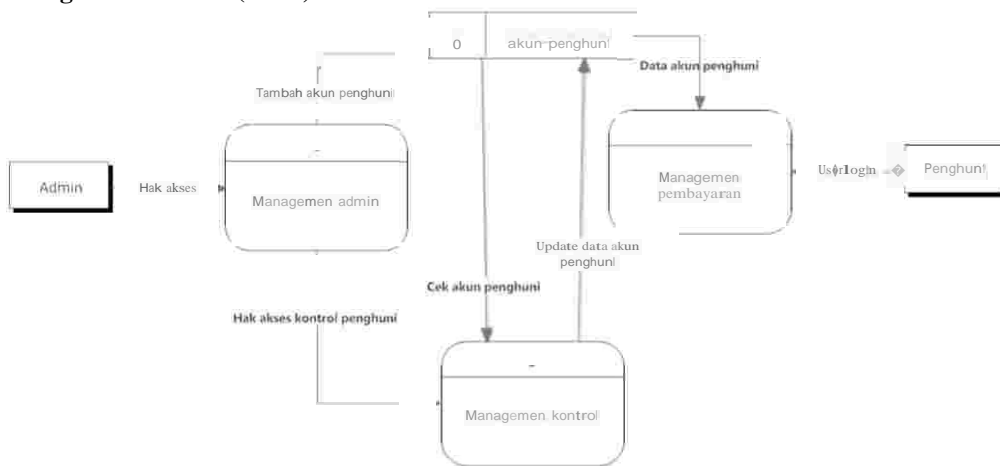 0
akun penghuni
Data akun penghuni
Tambah akun penghuni
Admin
Hak akses
Managemen admin
Managemen
pembayaran
Penghuni
Update data akun
penghuni
Cek akun penghuni
Hak akses kontrol penghuni
Managemen kontrol